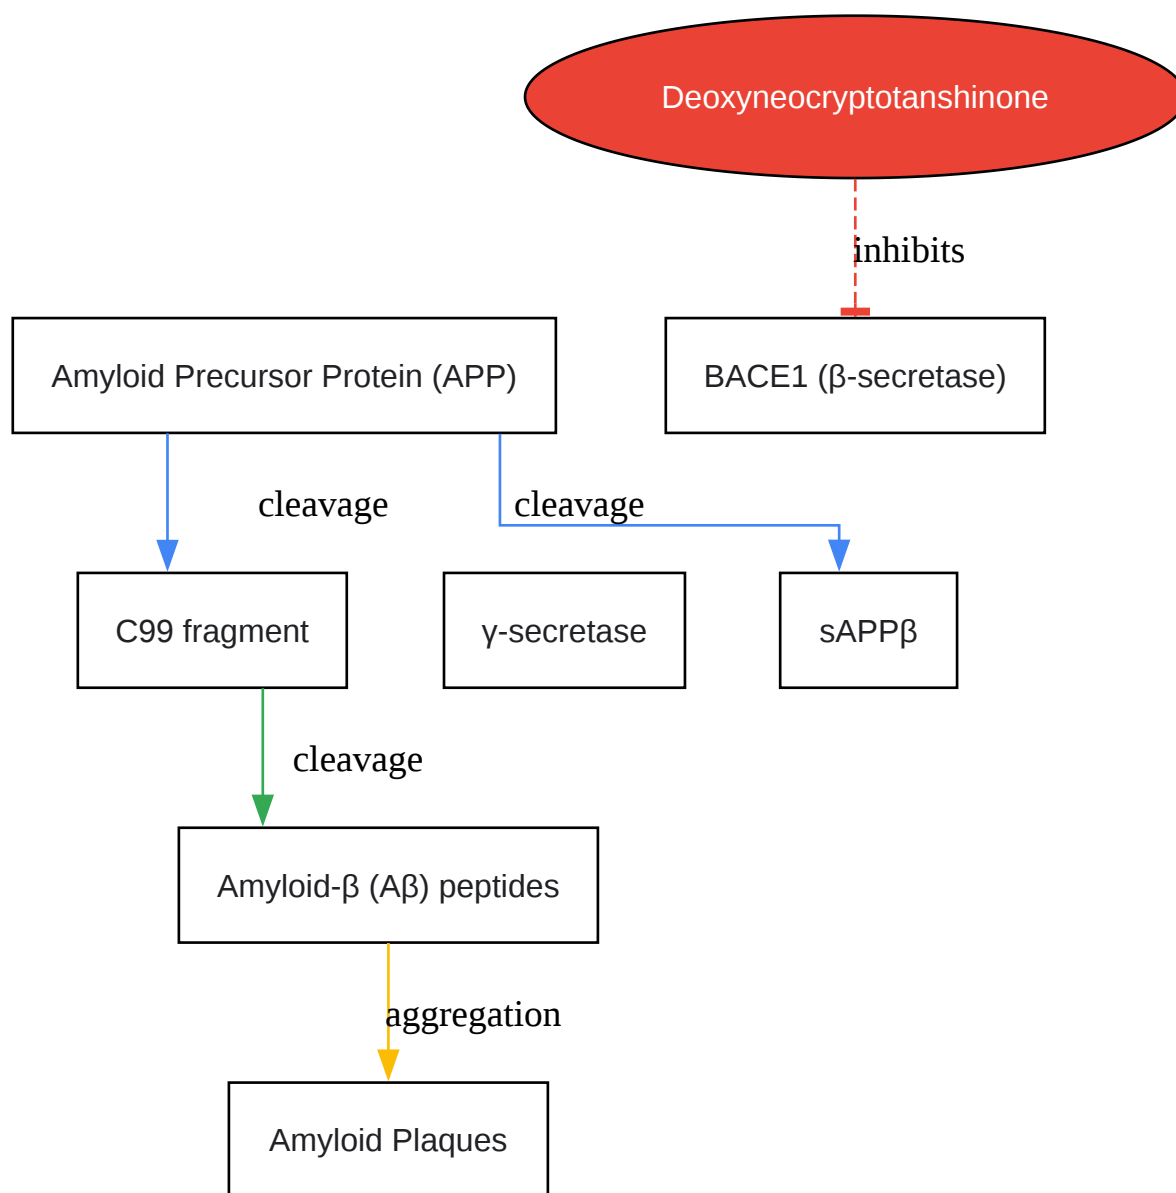 Deoxyneocryptotanshinone
inhibits
Amyloid Precursor Protein (APP)
BACE1 (β-secretase)
cleavage
cleavage
C99 fragment
γ-secretase
sAPPβ
cleavage
Amyloid-β (Aβ) peptides
aggregation
Amyloid Plaques